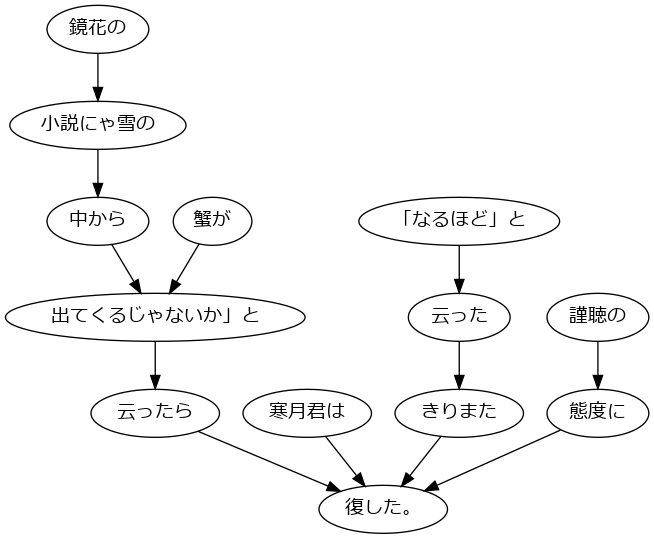 鏡花の
小説にゃ雪の
中から
蟹が
「なるほど」と
出てくるじゃないか」と
云った
謹聴の
云ったら
寒月君は
きりまた
態度に
復した。